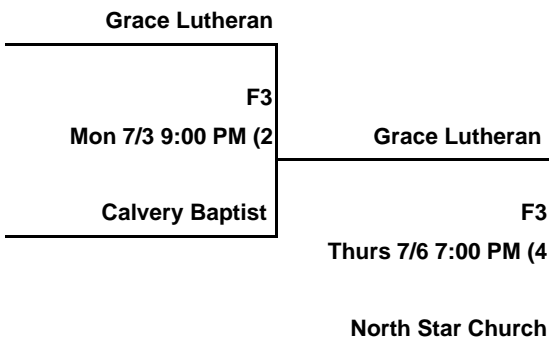 Grace Lutheran
F3
Mon 7/3 9:00 PM (2
Grace Lutheran
Calvery Baptist
F3
Thurs 7/6 7:00 PM (4
North Star Church